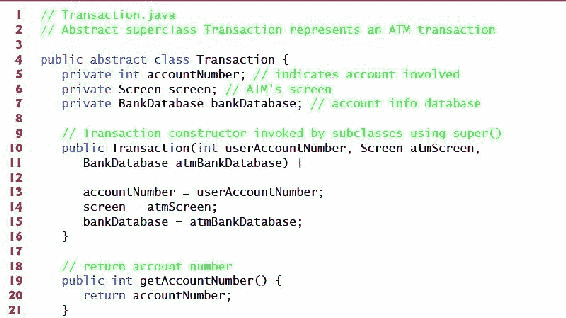 1 // Transaction.java
2 // Abstract superclass Transaction represents an ATM transaction
3
4 public abstract class Transaction {
5 private int accountNumber; // indicates account involved
6 private Screen screen; // ATM's screen
7 private BankDatabase bankDatabase; // account info database
8
9 // Transaction constructor invoked by subclasses using super()
10 public Transaction(int userAccountNumber, Screen atmScreen,
11 BankDatabase atmBankDatabase) {
12
13 accountNumber = userAccountNumber;
14 screen = atmScreen;
15 bankDatabase = atmBankDatabase;
16 }
17
18 // return account number
19 public int getAccountNumber() {
20 return accountNumber;
21 }